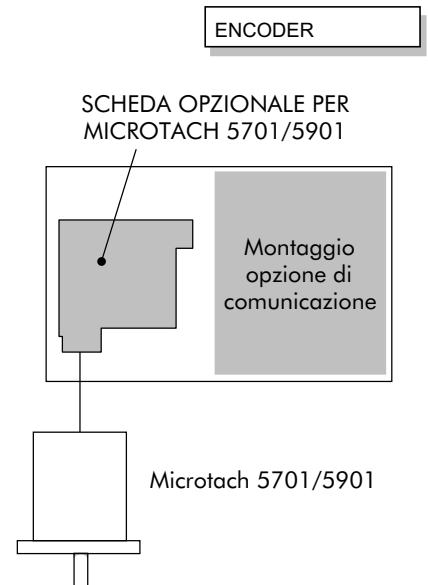 ENCODER
SCHEDA OPZIONALE PER
MICROTACH 5701/5901
Montaggio
opzione di
comunicazione
Microtach 5701/5901